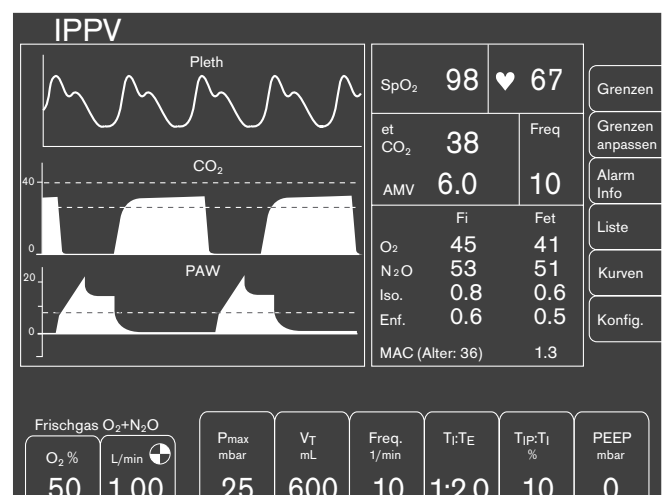 IPPV
Pleth
CO₂
40
0
PAW
20
0
SpO₂ 98 ♥ 67
et CO₂ 38 Freq
AMV 6.0 10
Fi Fet
O₂ 45 41
N₂O 53 51
Iso. 0.8 0.6
Enf. 0.6 0.5
MAC (Alter: 36) 1.3
Grenzen
Grenzen
anpassen
Alarm
Info
Liste
Kurven
Konfig.
Frischgas O₂+N₂O
O₂ % L/min
50 1.00
Pmax VT Freq. TI:TE TIP:TI PEEP
mbar mL 1/min % mbar
25 600 10 1:2.0 10 0